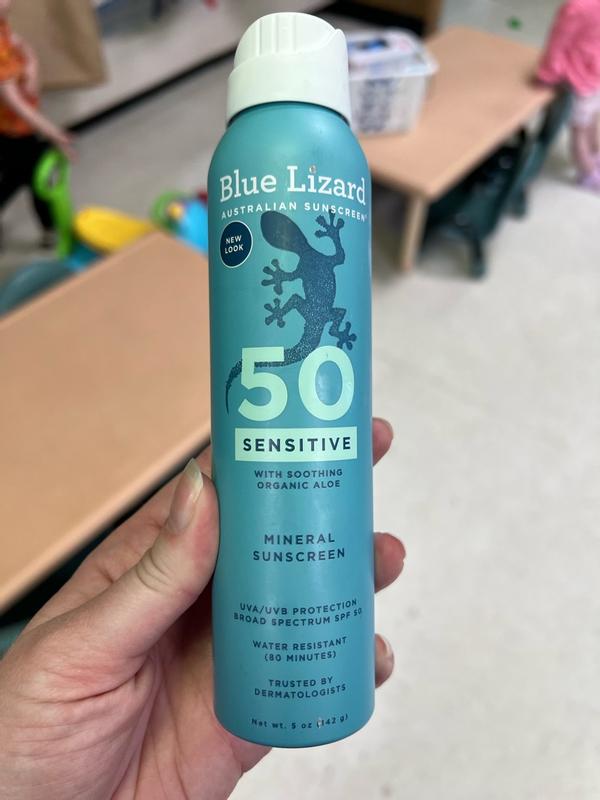 Blue Lizard
AUSTRALIAN SUNSCREEN®
NEW
LOOK
50
SENSITIVE
WITH SOOTHING
ORGANIC ALOE
MINERAL
SUNSCREEN
UVA/UVB PROTECTION
BROAD SPECTRUM SPF 50
WATER RESISTANT
(80 MINUTES)
TRUSTED BY
DERMATOLOGISTS
Net wt. 5 oz (142 g)